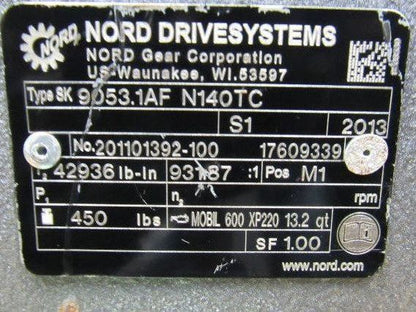 NORD NORD DRIVESYSTEMS
NORD Gear Corporation
US-Waunakee, WI.53597
Type SK 9053.1AF N140TC
S1 2013
No.201101392-100 17609339
42936 lb-in :1 Pos M1
P₁ n₂ rpm
450 lbs MOBIL 600 XP220 13.2 qt
SF 1.00
www.nord.com